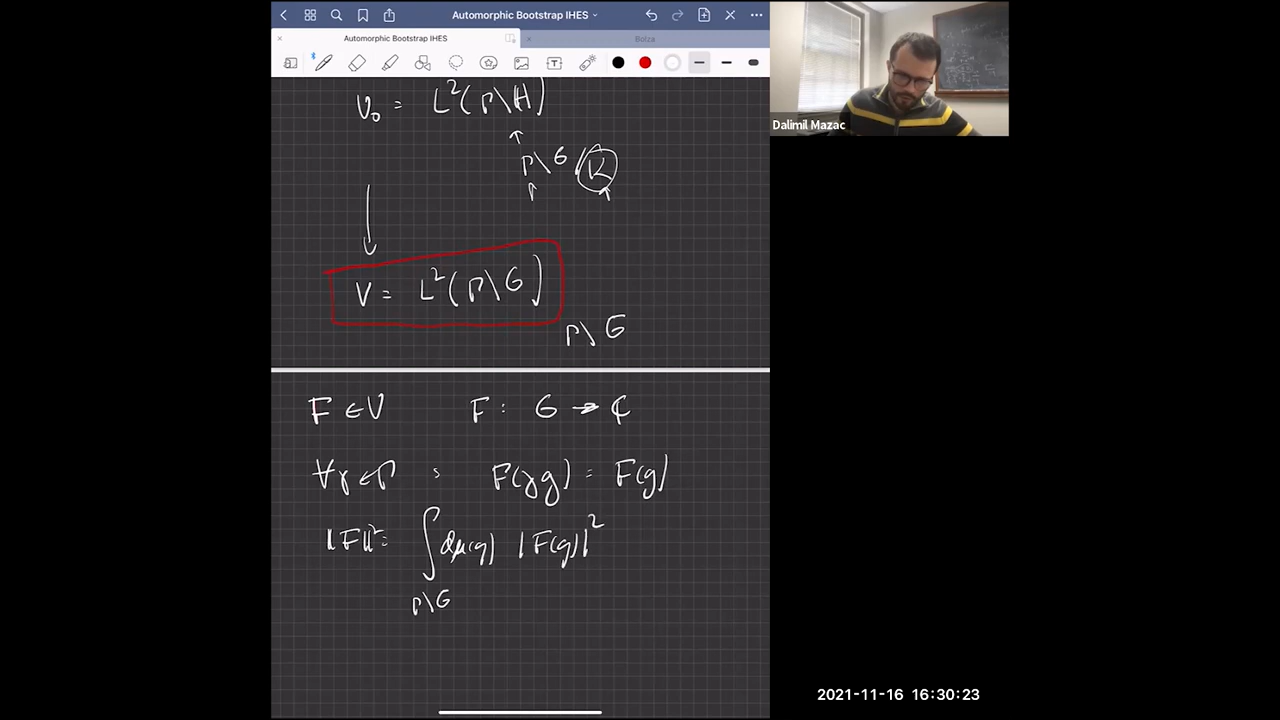 Automorphic Bootstrap IHES
Automorphic Bootstrap IHES
Bolza
V₀ = L²(Γ\H)
Γ\G/K
V = L²(Γ\G)
Γ\G
F ∈ V    F : G → ℂ
∀γ∈Γ : F(γg) = F(g)
‖F‖² = ∫ dμ(g) |F(g)|²
Γ\G
Dalimil Mazac
2021-11-16 16:30:23